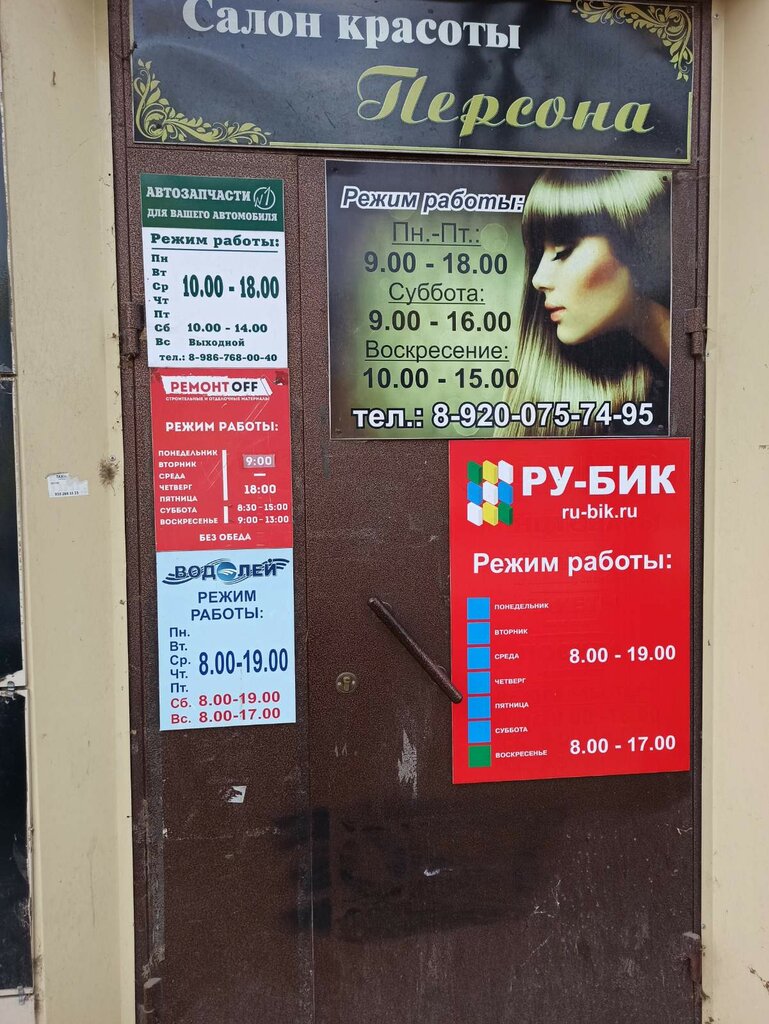 Салон красоты
Персона
АВТОЗАПЧАСТИ №1
ДЛЯ ВАШЕГО АВТОМОБИЛЯ
Режим работы:
Пн
Вт
Ср 10.00 - 18.00
Чт
Пт
Сб 10.00 - 14.00
Вс Выходной
тел.: 8-986-768-00-40
Режим работы:
Пн.-Пт.:
9.00 - 18.00
Суббота:
9.00 - 16.00
Воскресение:
10.00 - 15.00
тел.: 8-920-075-74-95
РЕМОНТ OFF
СТРОИТЕЛЬНЫЕ И ОТДЕЛОЧНЫЕ МАТЕРИАЛЫ
РЕЖИМ РАБОТЫ:
ПОНЕДЕЛЬНИК
ВТОРНИК 9:00
СРЕДА —
ЧЕТВЕРГ 18:00
ПЯТНИЦА
СУББОТА 8:30-15:00
ВОСКРЕСЕНЬЕ 9:00-13:00
БЕЗ ОБЕДА
ВОДОЛЕЙ
РЕЖИМ
РАБОТЫ:
Пн.
Вт.
Ср. 8.00-19.00
Чт.
Пт.
Сб. 8.00-19.00
Вс. 8.00-17.00
РУ-БИК
ru-bik.ru
Режим работы:
ПОНЕДЕЛЬНИК
ВТОРНИК
СРЕДА 8.00 - 19.00
ЧЕТВЕРГ
ПЯТНИЦА
СУББОТА
ВОСКРЕСЕНЬЕ 8.00 - 17.00